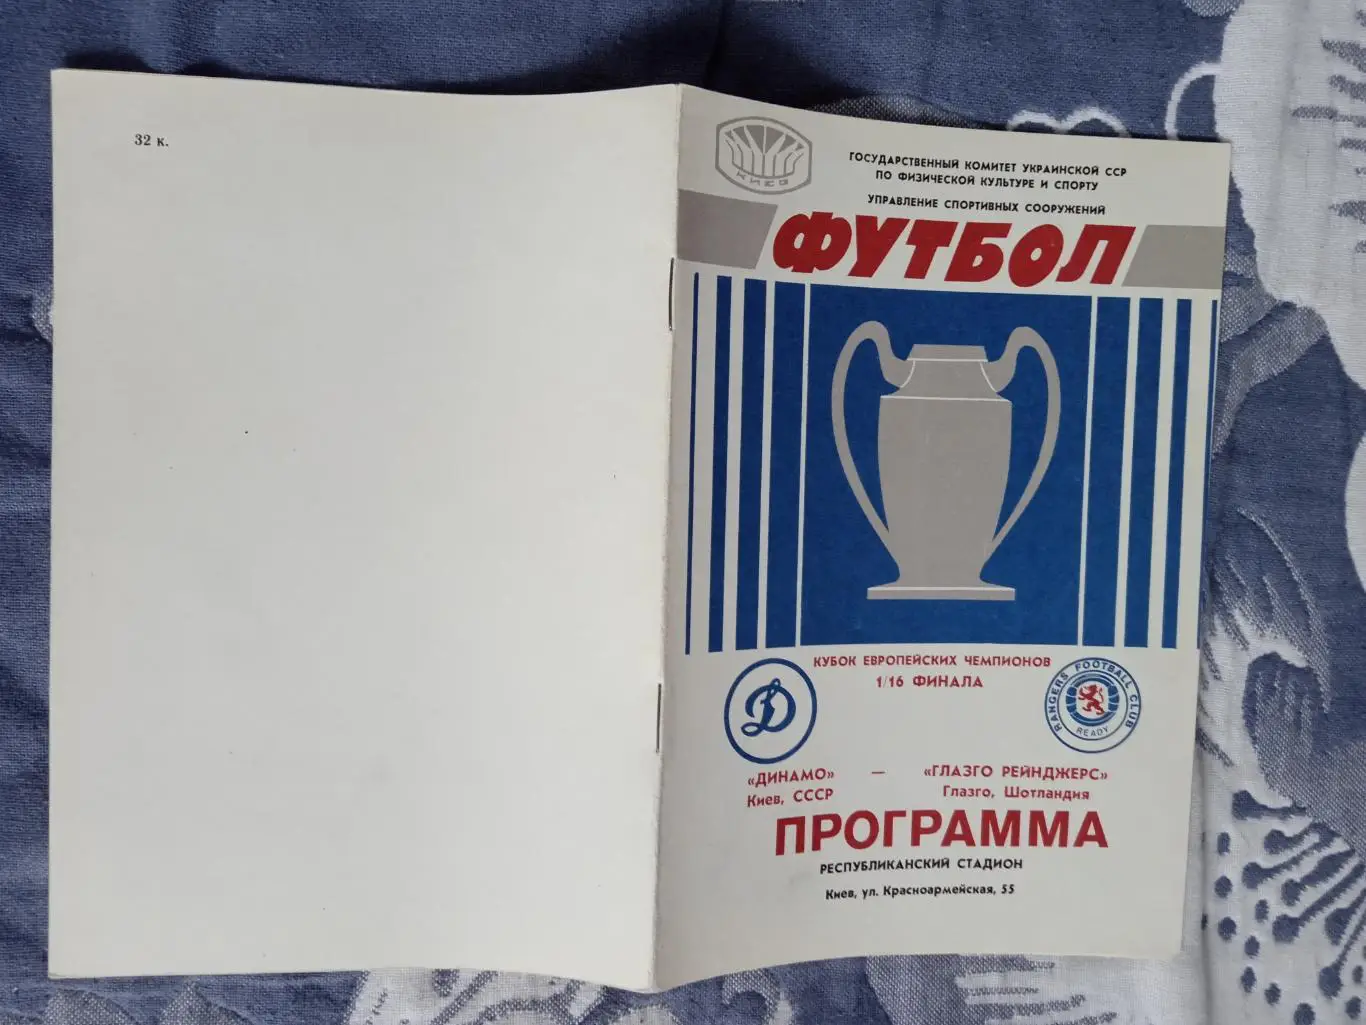 32 к.
КИЕВ
ГОСУДАРСТВЕННЫЙ КОМИТЕТ УКРАИНСКОЙ ССР
ПО ФИЗИЧЕСКОЙ КУЛЬТУРЕ И СПОРТУ
УПРАВЛЕНИЕ СПОРТИВНЫХ СООРУЖЕНИЙ
ФУТБОЛ
КУБОК ЕВРОПЕЙСКИХ ЧЕМПИОНОВ
1/16 ФИНАЛА
Д
RANGERS FOOTBALL CLUB
READY
«ДИНАМО» — «ГЛАЗГО РЕЙНДЖЕРС»
Киев, СССР Глазго, Шотландия
ПРОГРАММА
РЕСПУБЛИКАНСКИЙ СТАДИОН
Киев, ул. Красноармейская, 55